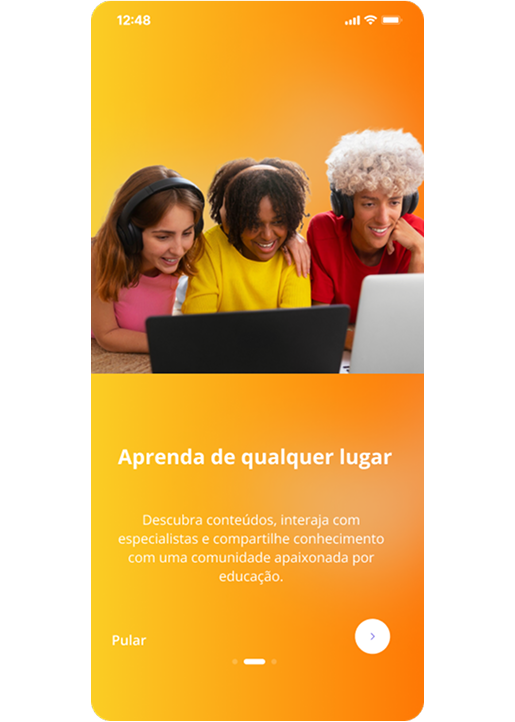 12:48
Aprenda de qualquer lugar
Descubra conteúdos, interaja com
especialistas e compartilhe conhecimento
com uma comunidade apaixonada por
educação.
Pular